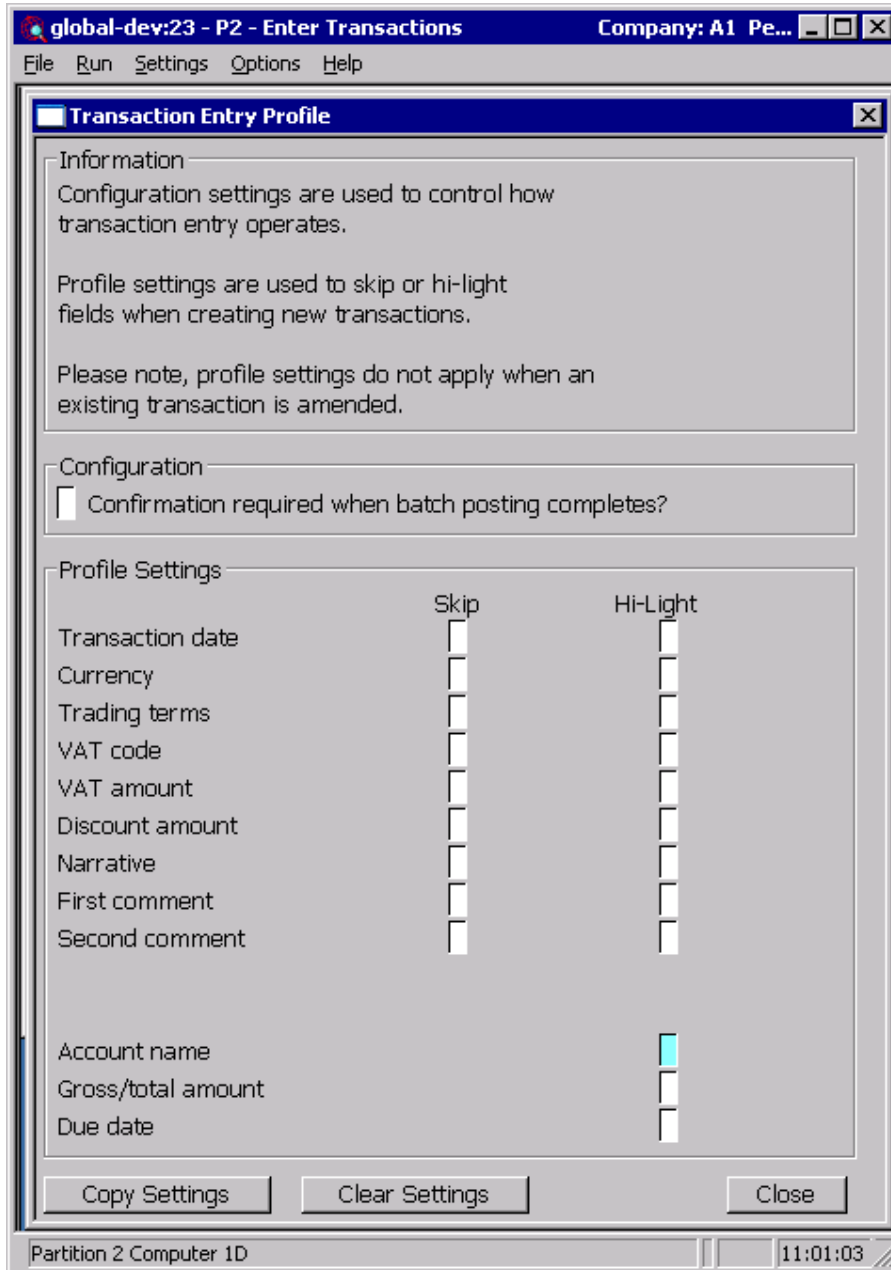 global-dev:23 - P2 - Enter Transactions Company: A1 Pe...
File Run Settings Options Help
Transaction Entry Profile
Information
Configuration settings are used to control how
transaction entry operates.
Profile settings are used to skip or hi-light
fields when creating new transactions.
Please note, profile settings do not apply when an
existing transaction is amended.
Configuration
Confirmation required when batch posting completes?
Profile Settings
Skip Hi-Light
Transaction date
Currency
Trading terms
VAT code
VAT amount
Discount amount
Narrative
First comment
Second comment
Account name
Gross/total amount
Due date
Copy Settings Clear Settings Close
Partition 2 Computer 1D 11:01:03